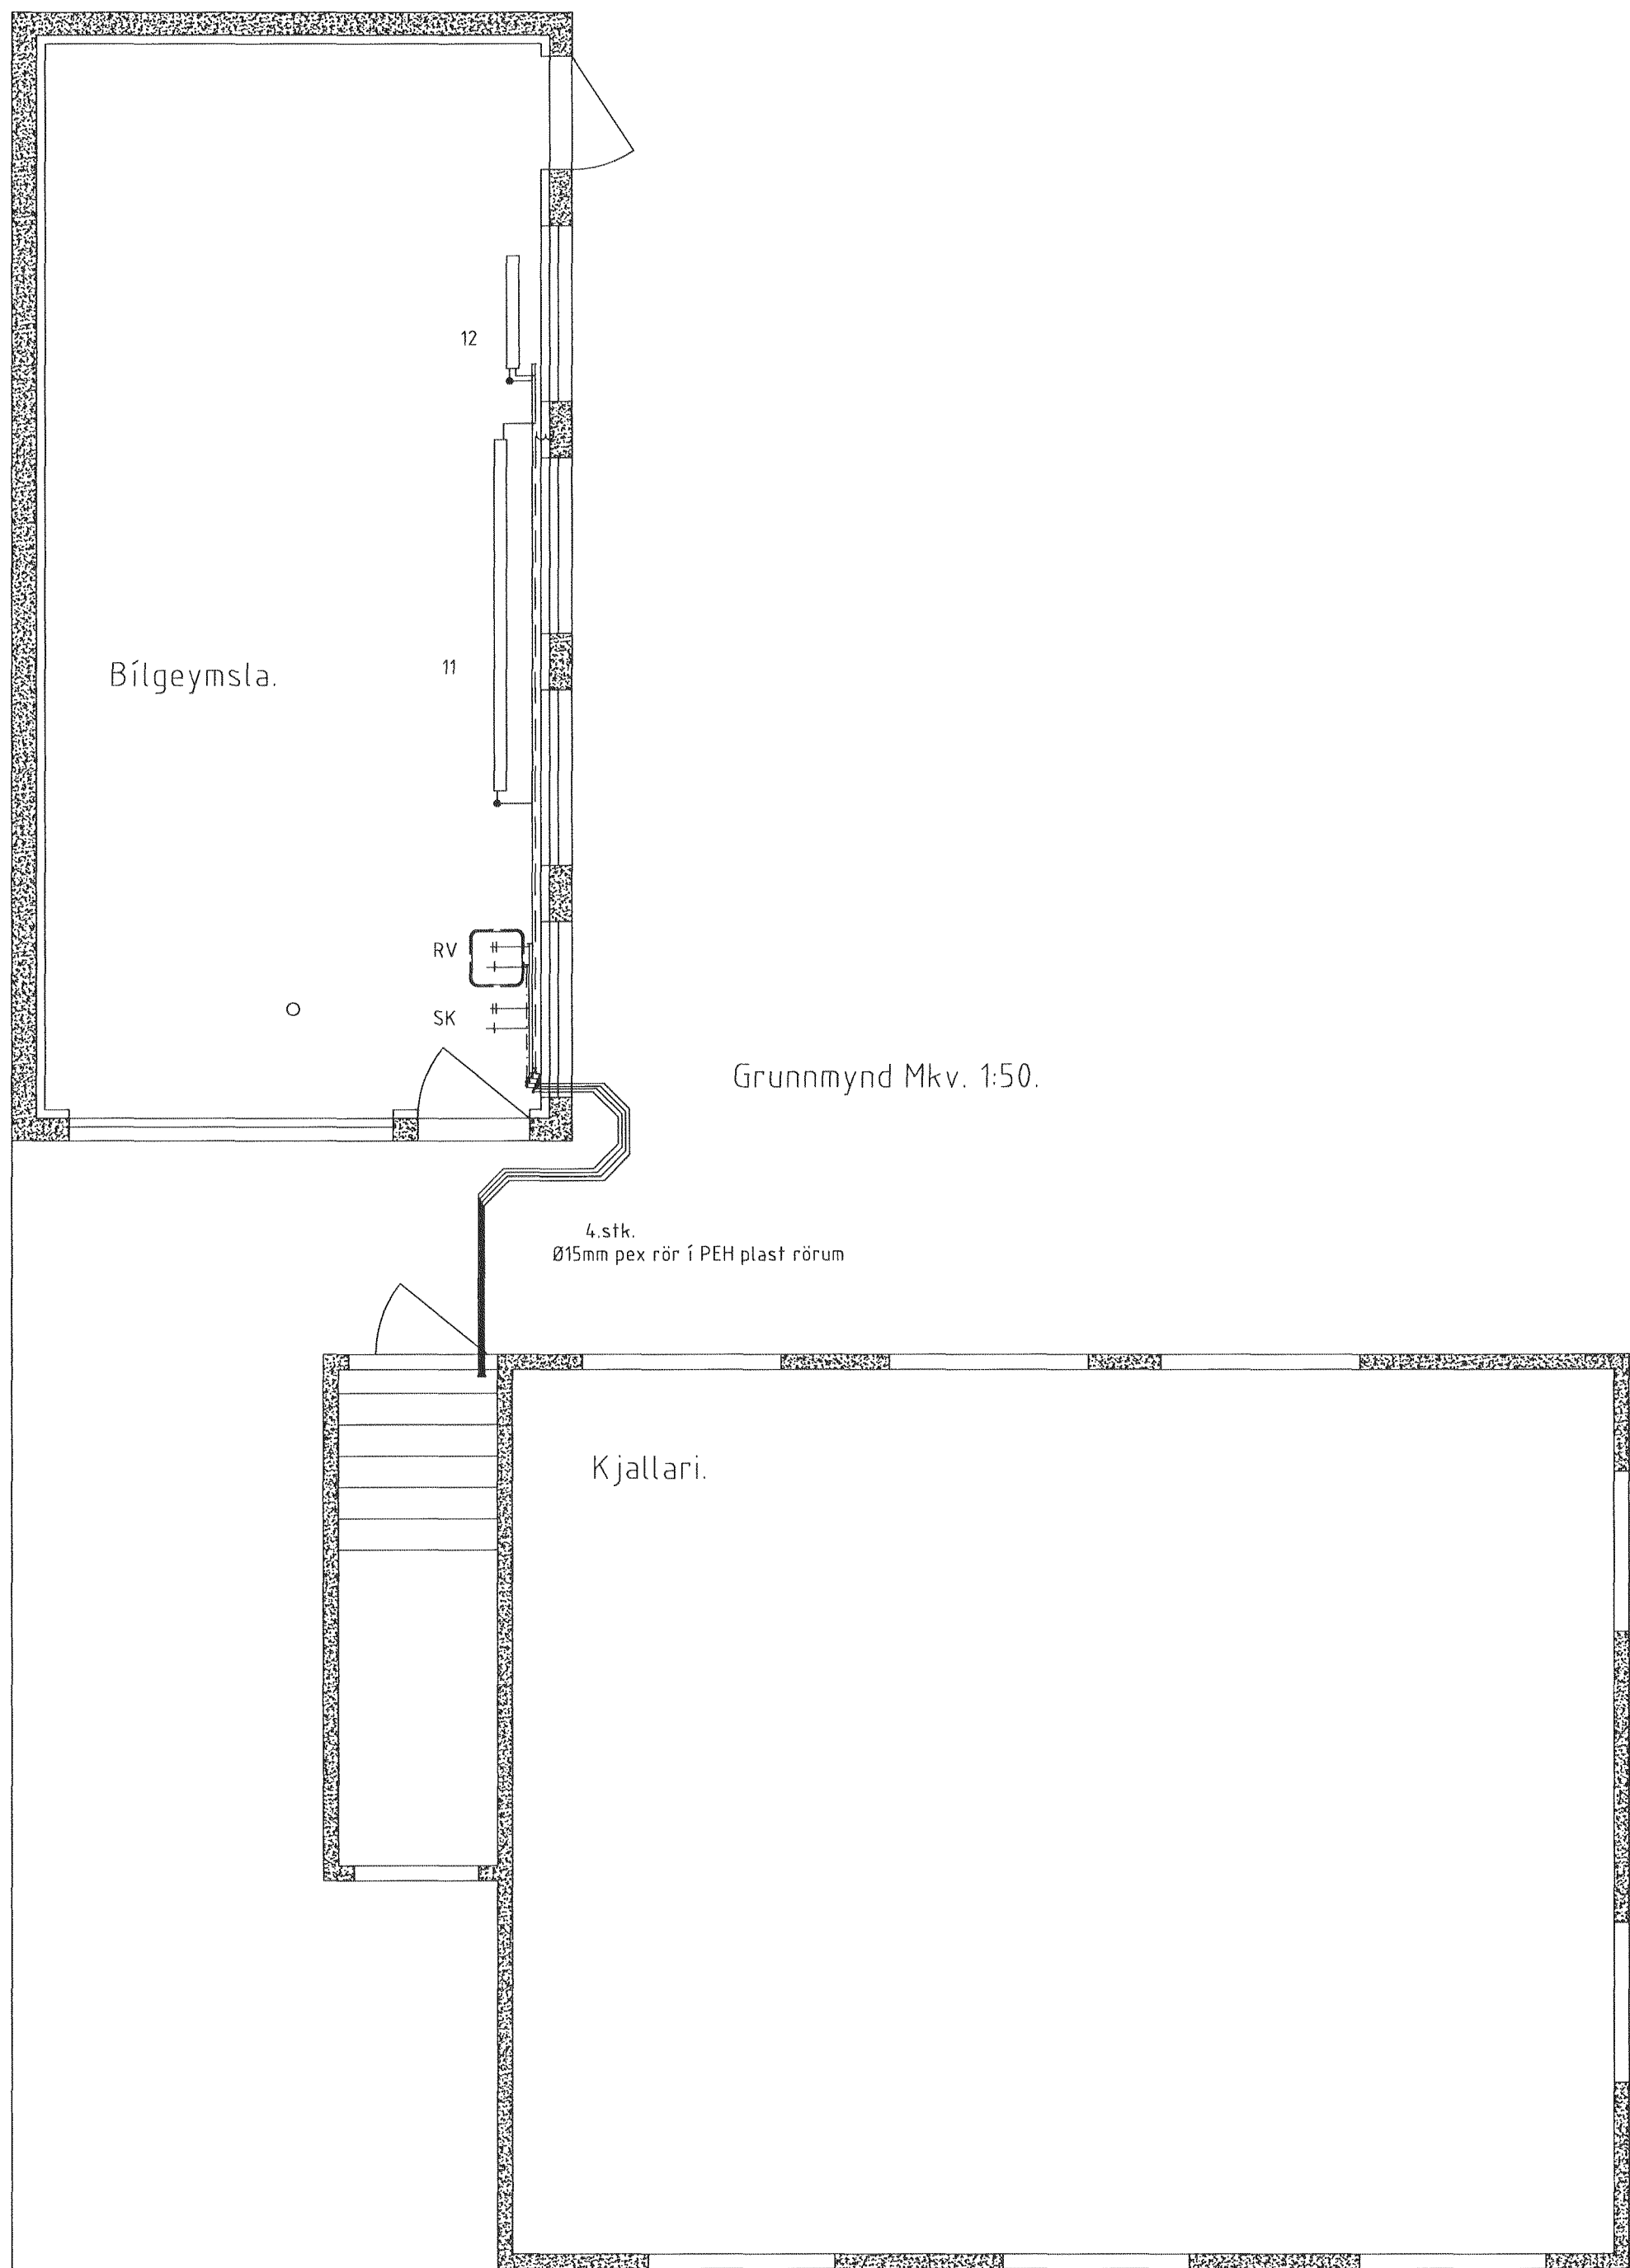 12
11
Bílgeymsla.
RV
SK
Grunnmynd Mkv. 1:50.
4.stk.
Ø15mm pex rör í PEH plast rörum
Kjallari.